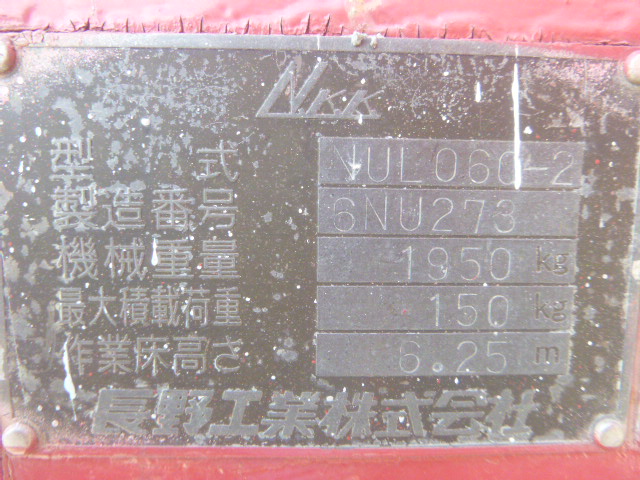 NKK
型式 NUL060-2
製造番号 6NU273
機械重量 1950 kg
最大積載荷重 150 kg
作業床高さ 6.25 m
長野工業株式会社